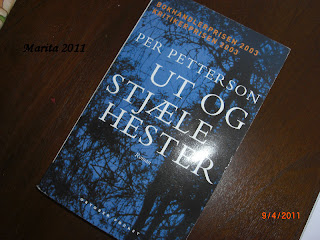 Marita 2011
BOKHANDLERPRISEN 2003
KRITIKERPRISEN 2003
PER PETTERSON
UT OG
STJÆLE
HESTER
Roman
9/4/2011